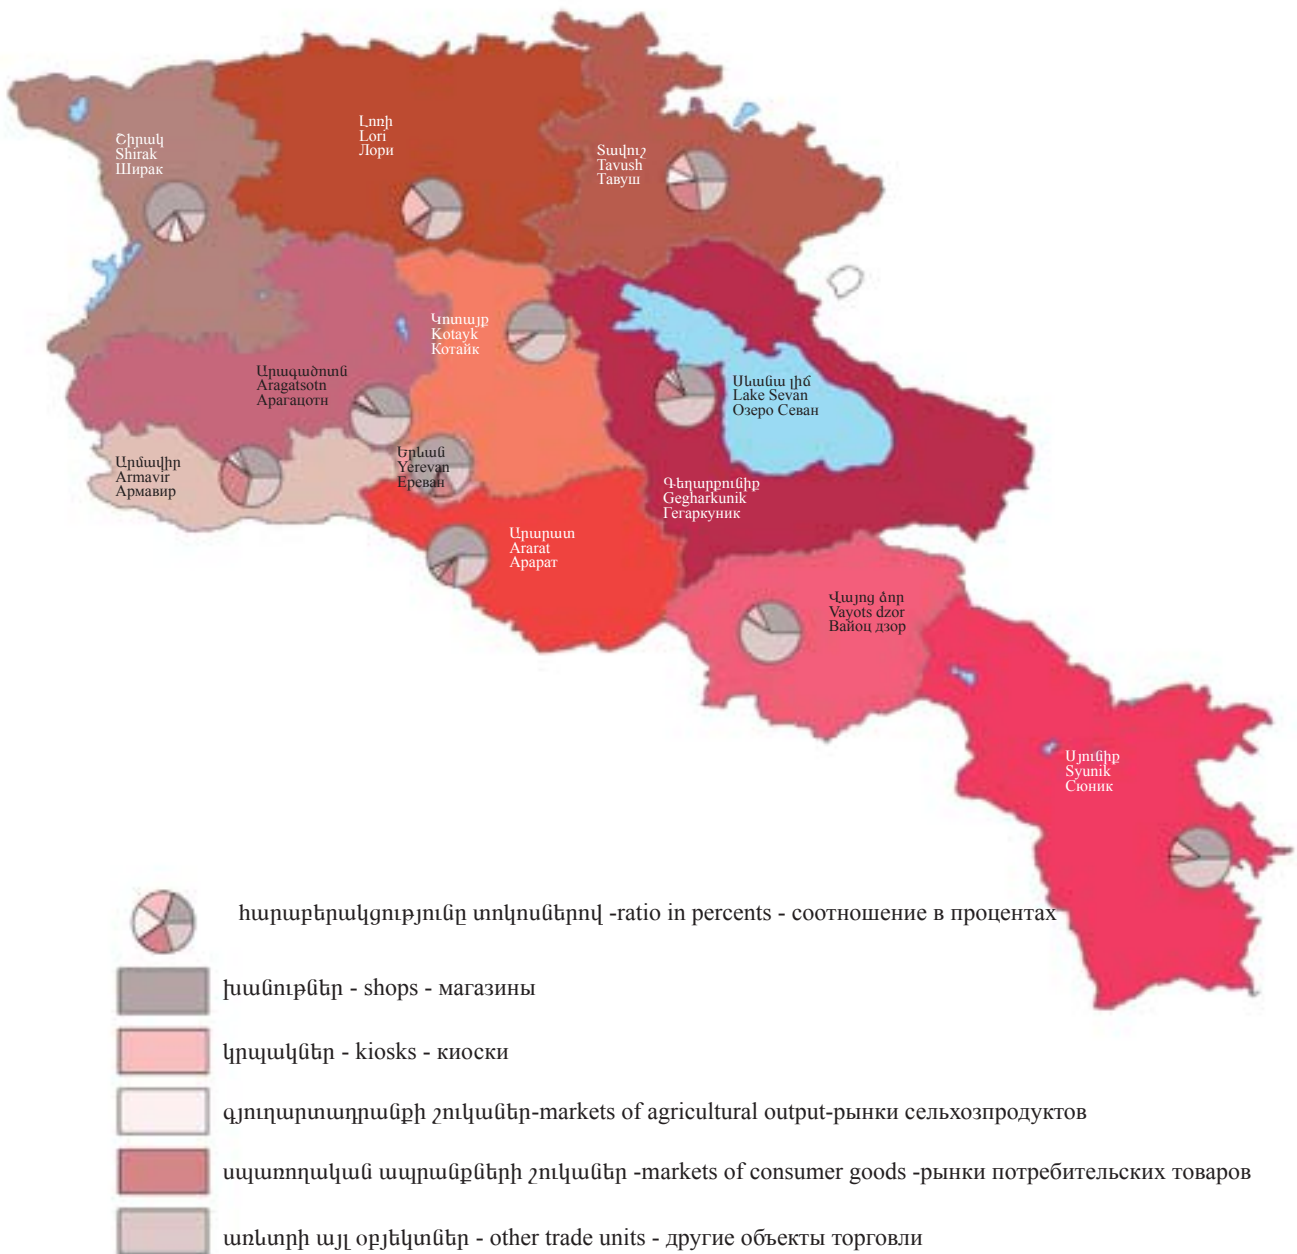 Շիրակ
Shirak
Ширак
Լոռի
Lori
Лори
Տավուշ
Tavush
Тавуш
Կոտայք
Kotayk
Котайк
Արագածոտն
Aragatsotn
Арагацотн
Սևանա լիճ
Lake Sevan
Озеро Севан
Արմավիր
Armavir
Армавир
Երևան
Yerevan
Ереван
Գեղարքունիք
Gegharkunik
Гегаркуник
Արարատ
Ararat
Арарат
Վայոց ձոր
Vayots dzor
Вайоц дзор
Սյունիք
Syunik
Сюник
հարաբերակցությունը տոկոսներով -ratio in percents - соотношение в процентах
խանութներ - shops - магазины
կրպակներ - kiosks - киоски
գյուղարտադրանքի շուկաներ-markets of agricultural output-рынки сельхозпродуктов
սպառողական ապրանքների շուկաներ -markets of consumer goods -рынки потребительских товаров
առևտրի այլ օբյեկտներ - other trade units - другие объекты торговли